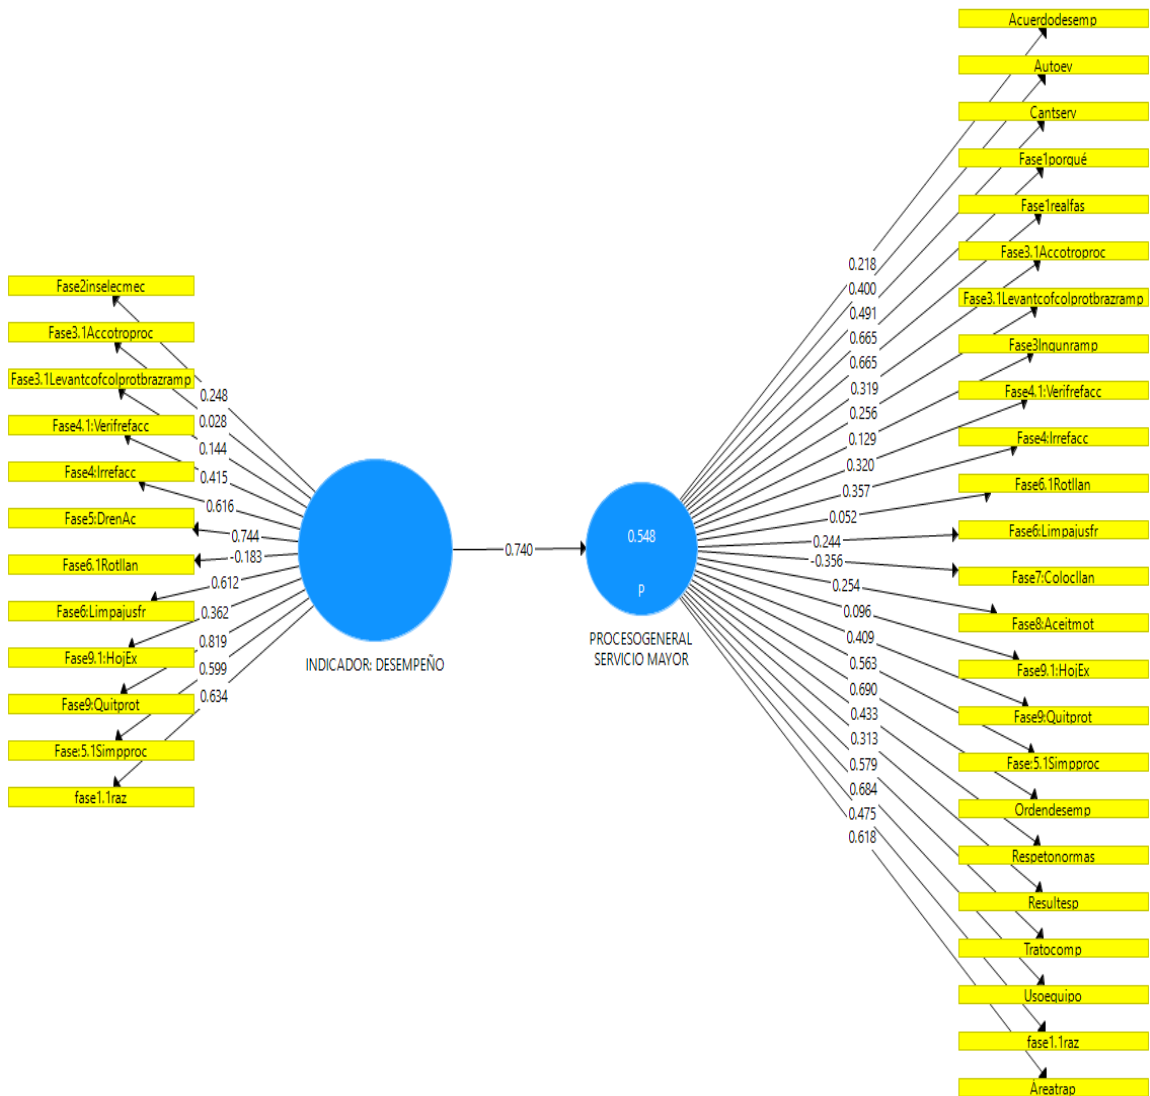 Fase2inselecmec
Fase3.1Accotroproc
Fase3.1Levantcofcolprotbrazramp
Fase4.1:Verifrefacc
Fase4:Irrefacc
Fase5:DrenAc
Fase6.1Rotllan
Fase6:Limpajusfr
Fase9.1:HojEx
Fase9:Quitprot
Fase:5.1Simpproc
fase1.1raz
0.248
0.028
0.144
0.415
0.616
0.744
-0.183
0.612
0.362
0.819
0.599
0.634
INDICADOR: DESEMPEÑO
0.740
0.548
P
PROCESOGENERAL
SERVICIO MAYOR
0.218
0.400
0.491
0.665
0.665
0.319
0.256
0.129
0.320
0.357
0.052
0.244
-0.356
0.254
0.096
0.409
0.563
0.690
0.433
0.313
0.579
0.684
0.475
0.618
Acuerdodesemp
Autoev
Cantserv
Fase1porqué
Fase1realfas
Fase3.1Accotroproc
Fase3.1Levantcofcolprotbrazramp
Fase3Ingunramp
Fase4.1:Verifrefacc
Fase4:Irrefacc
Fase6.1Rotllan
Fase6:Limpajusfr
Fase7:Colocllan
Fase8:Aceitmot
Fase9.1:HojEx
Fase9:Quitprot
Fase:5.1Simpproc
Ordendesemp
Respetonormas
Resultesp
Tratocomp
Usoequipo
fase1.1raz
Áreatrap